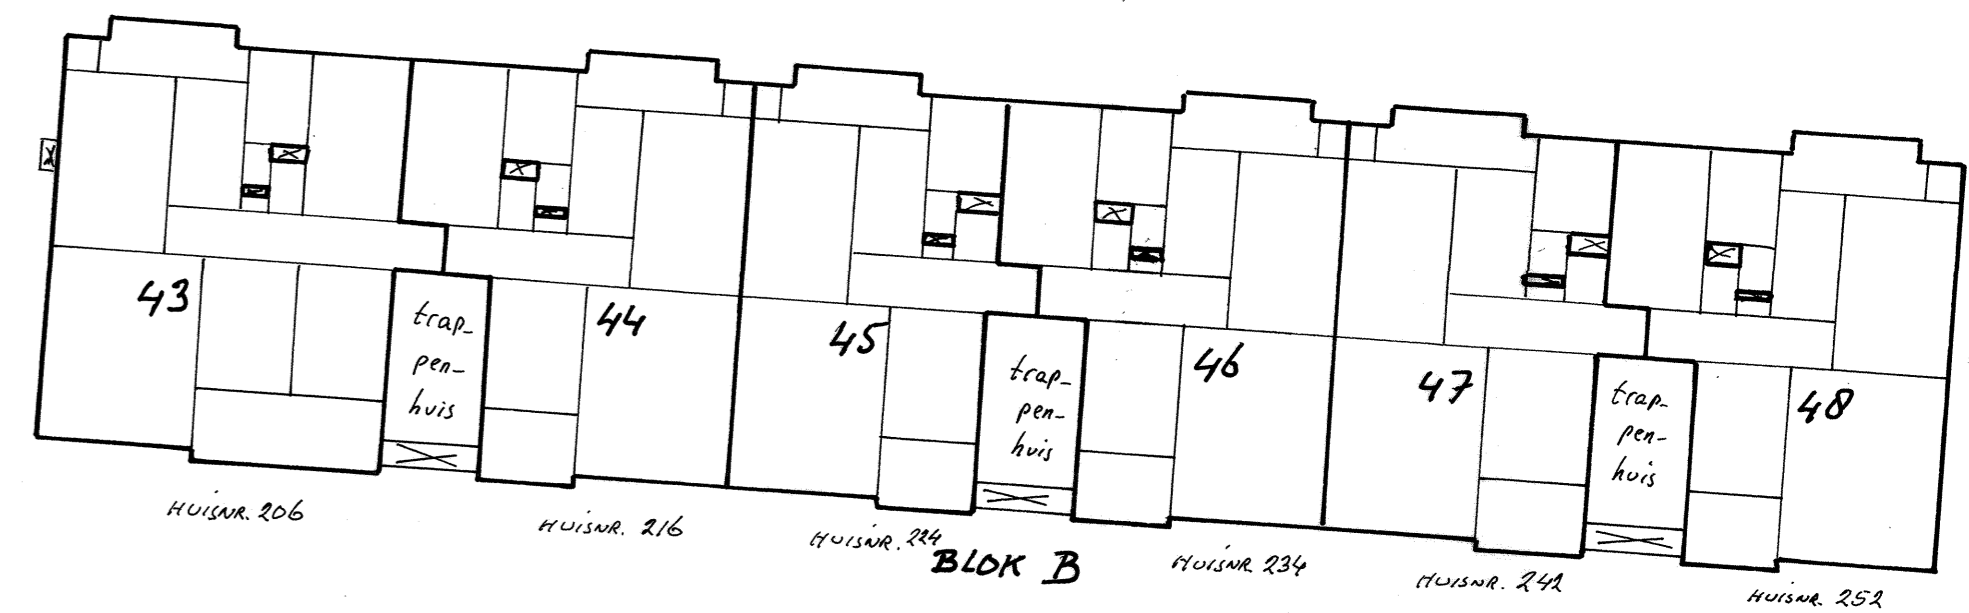 43
trap-
pen-
huis
44
45
trap-
pen-
huis
46
47
trap-
pen-
huis
48
HUISNR. 206
HUISNR. 216
HUISNR. 224
BLOK B
HUISNR 234
HUISNR. 242
HUISNR. 252